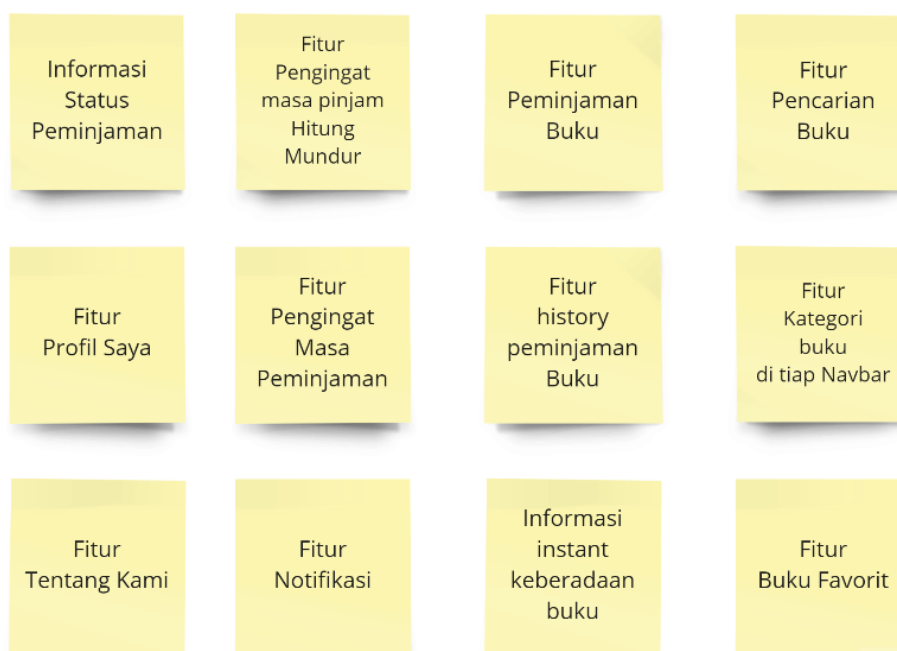 Informasi
Status
Peminjaman
Fitur
Pengingat
masa pinjam
Hitung
Mundur
Fitur
Peminjaman
Buku
Fitur
Pencarian
Buku
Fitur
Profil Saya
Fitur
Pengingat
Masa
Peminjaman
Fitur
history
peminjaman
Buku
Fitur
Kategori
buku
di tiap Navbar
Fitur
Tentang Kami
Fitur
Notifikasi
Informasi
instant
keberadaan
buku
Fitur
Buku Favorit